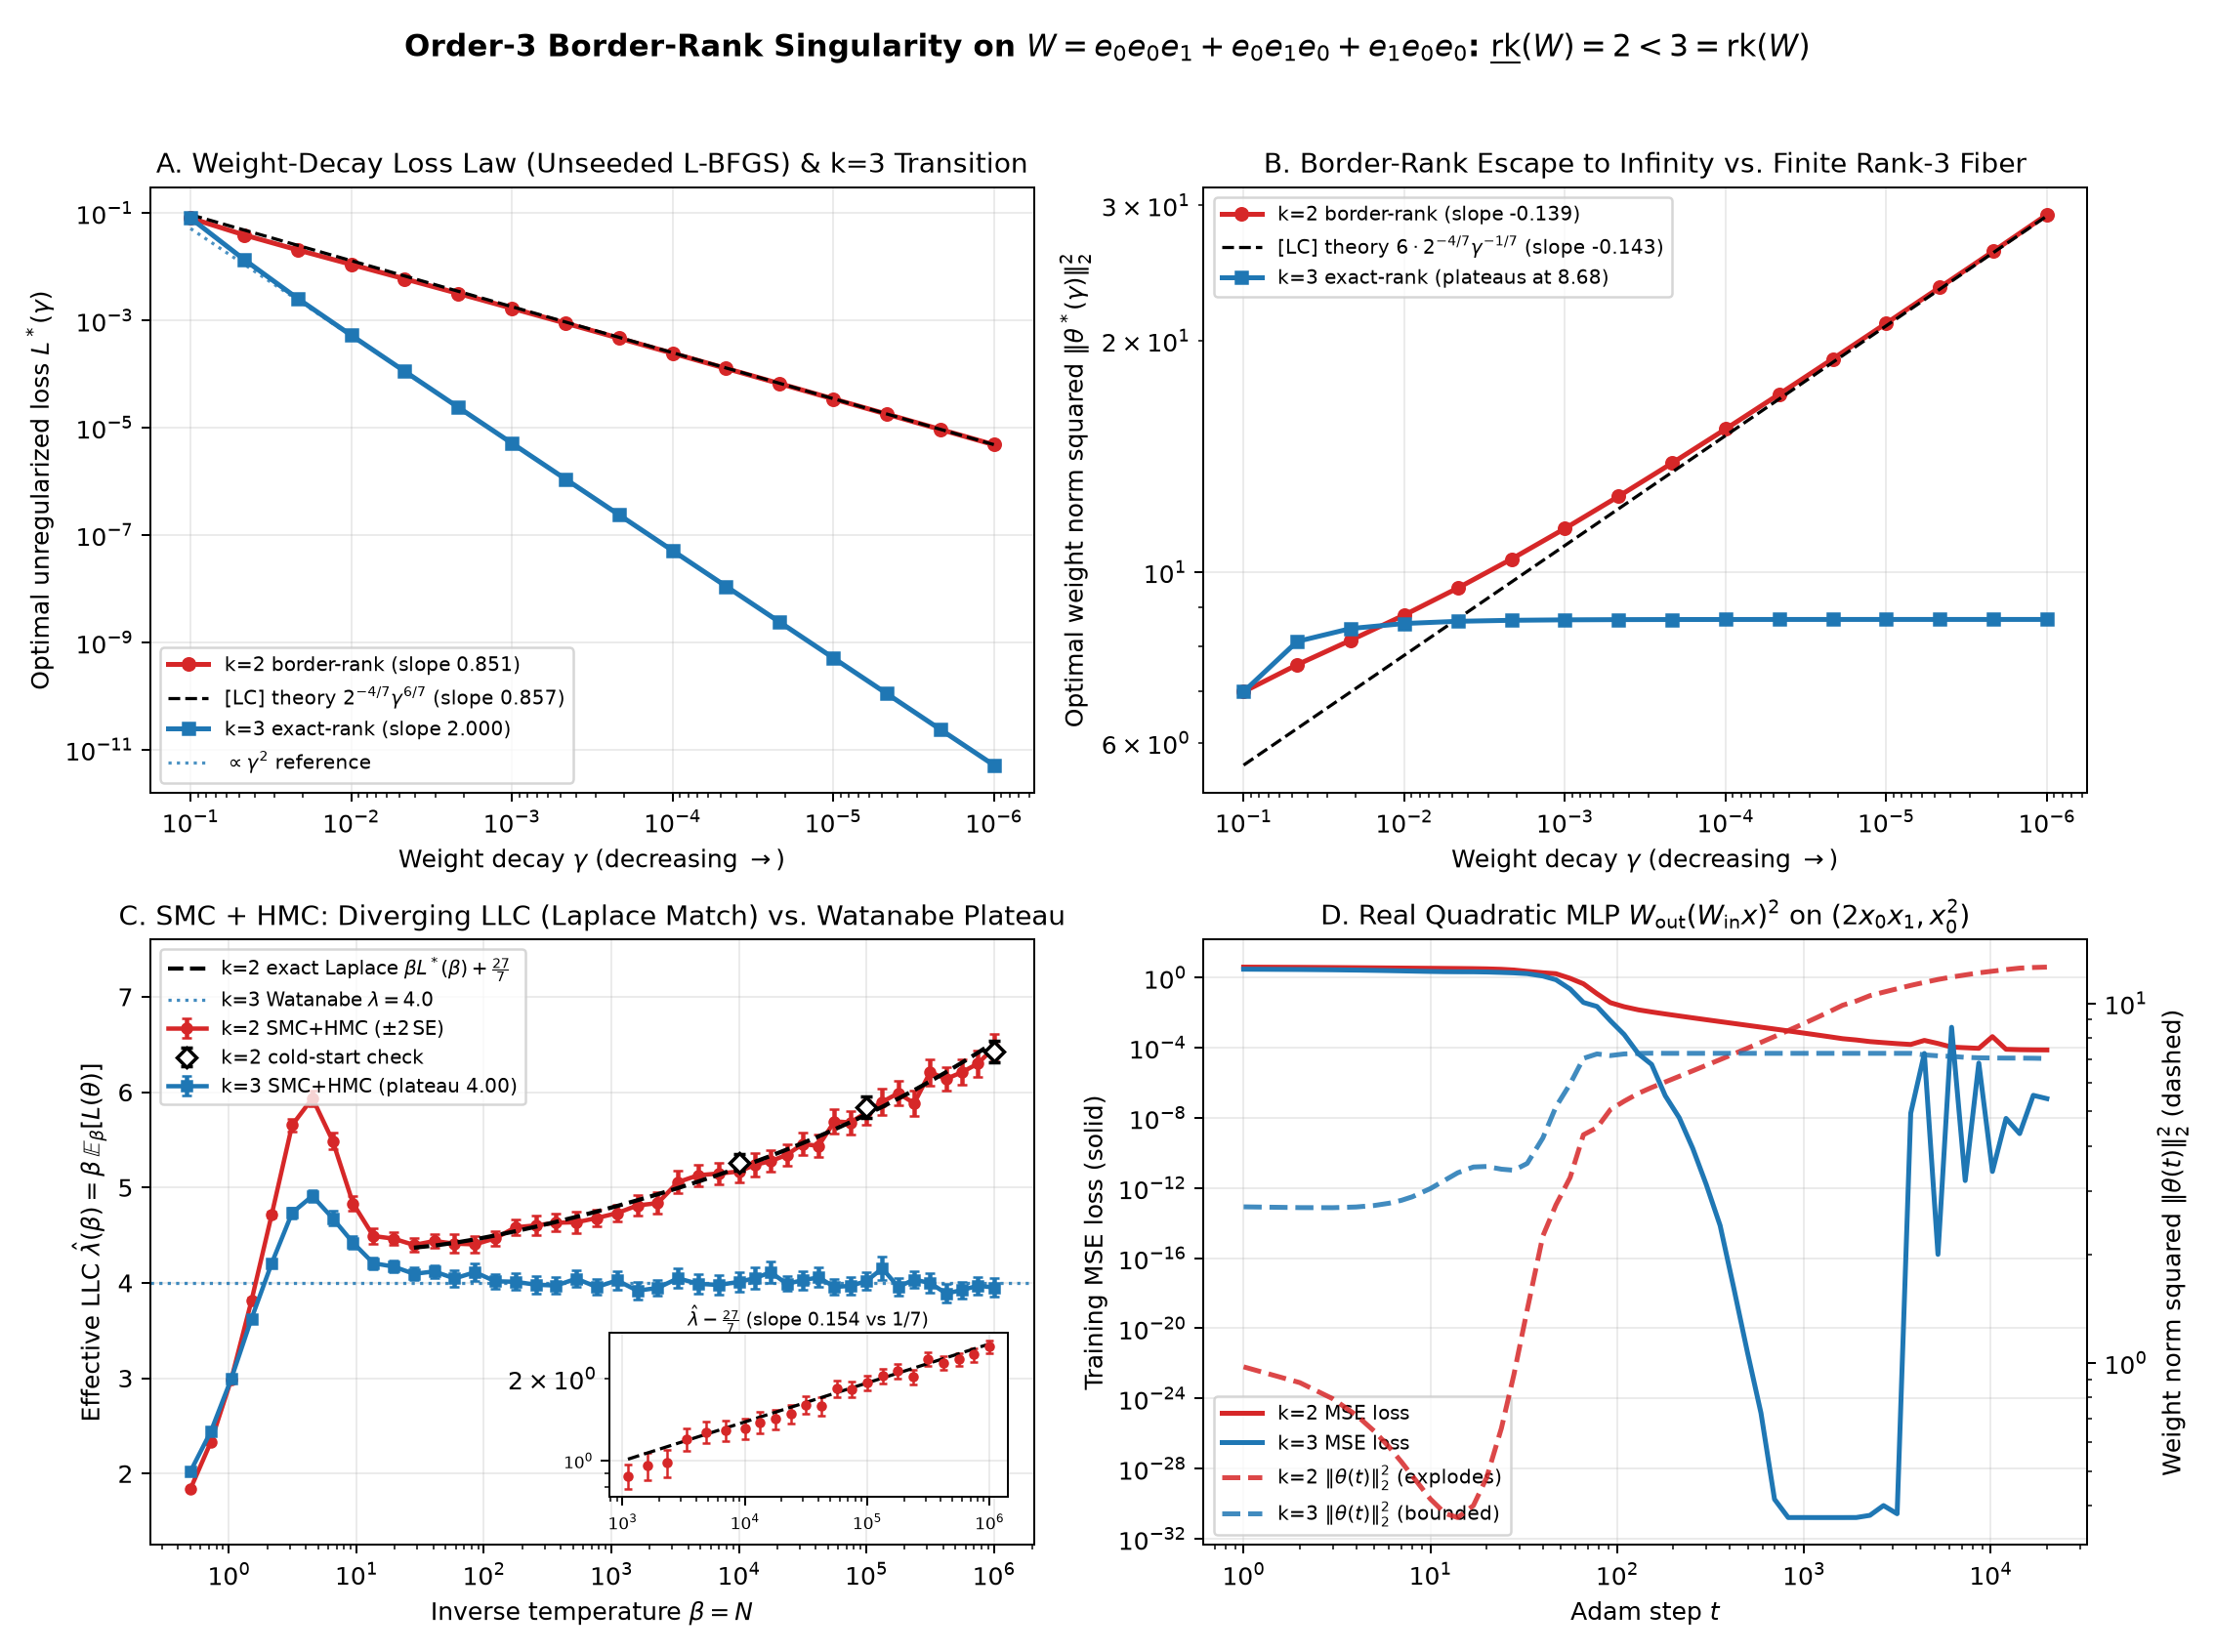 Order-3 Border-Rank Singularity on W = e₀e₀e₁ + e₀e₁e₀ + e₁e₀e₀: rk(W) = 2 < 3 = rk(W)
A. Weight-Decay Loss Law (Unseeded L-BFGS) & k=3 Transition
Optimal unregularized loss L*(γ)
10⁻¹
10⁻³
10⁻⁵
10⁻⁷
10⁻⁹
10⁻¹¹
k=2 border-rank (slope 0.851)
[LC] theory 2^{-4/7}γ^{6/7} (slope 0.857)
k=3 exact-rank (slope 2.000)
∝ γ² reference
10⁻¹ 10⁻² 10⁻³ 10⁻⁴ 10⁻⁵ 10⁻⁶
Weight decay γ (decreasing →)
B. Border-Rank Escape to Infinity vs. Finite Rank-3 Fiber
Optimal weight norm squared ‖θ*(γ)‖₂²
3 × 10¹
2 × 10¹
10¹
6 × 10⁰
k=2 border-rank (slope -0.139)
[LC] theory 6 · 2^{-4/7}γ^{-1/7} (slope -0.143)
k=3 exact-rank (plateaus at 8.68)
10⁻¹ 10⁻² 10⁻³ 10⁻⁴ 10⁻⁵ 10⁻⁶
Weight decay γ (decreasing →)
C. SMC + HMC: Diverging LLC (Laplace Match) vs. Watanabe Plateau
Effective LLC λ̂(β) = β 𝔼_β[L(θ)]
7
6
5
4
3
2
k=2 exact Laplace βL*(β) + 27/7
k=3 Watanabe λ = 4.0
k=2 SMC+HMC (±2 SE)
k=2 cold-start check
k=3 SMC+HMC (plateau 4.00)
λ̂ − 27/7 (slope 0.154 vs 1/7)
2 × 10⁰
10⁰
10³ 10⁴ 10⁵ 10⁶
10⁰ 10¹ 10² 10³ 10⁴ 10⁵ 10⁶
Inverse temperature β = N
D. Real Quadratic MLP W_out(W_in x)² on (2x₀x₁, x₀²)
Training MSE loss (solid)
10⁰
10⁻⁴
10⁻⁸
10⁻¹²
10⁻¹⁶
10⁻²⁰
10⁻²⁴
10⁻²⁸
10⁻³²
k=2 MSE loss
k=3 MSE loss
k=2 ‖θ(t)‖₂² (explodes)
k=3 ‖θ(t)‖₂² (bounded)
10¹
10⁰
Weight norm squared ‖θ(t)‖₂² (dashed)
10⁰ 10¹ 10² 10³ 10⁴
Adam step t